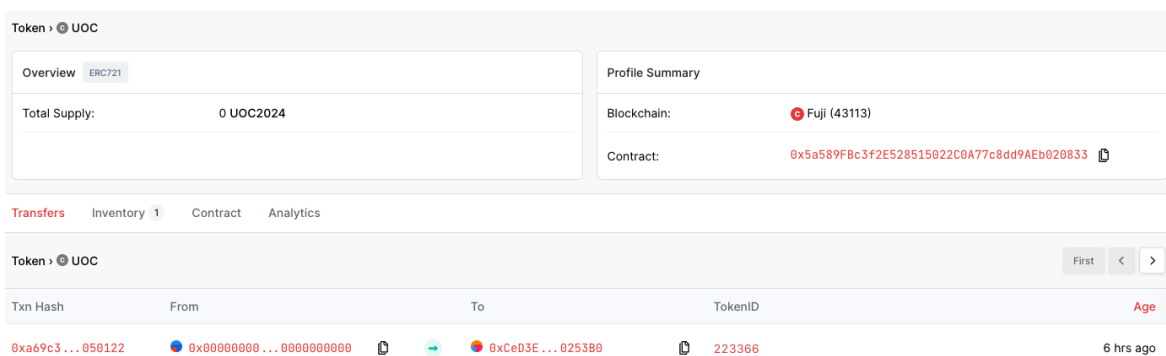 Token › C UOC
Overview ERC721
Total Supply: 0 UOC2024
Profile Summary
Blockchain: C Fuji (43113)
Contract: 0x5a589FBc3f2E528515022C0A77c8dd9AEb020833
Transfers Inventory 1 Contract Analytics
Token › C UOC
First < >
Txn Hash From To TokenID Age
0xa69c3...050122 0x00000000...0000000000 → 0xCeD3E...0253B0 223366 6 hrs ago